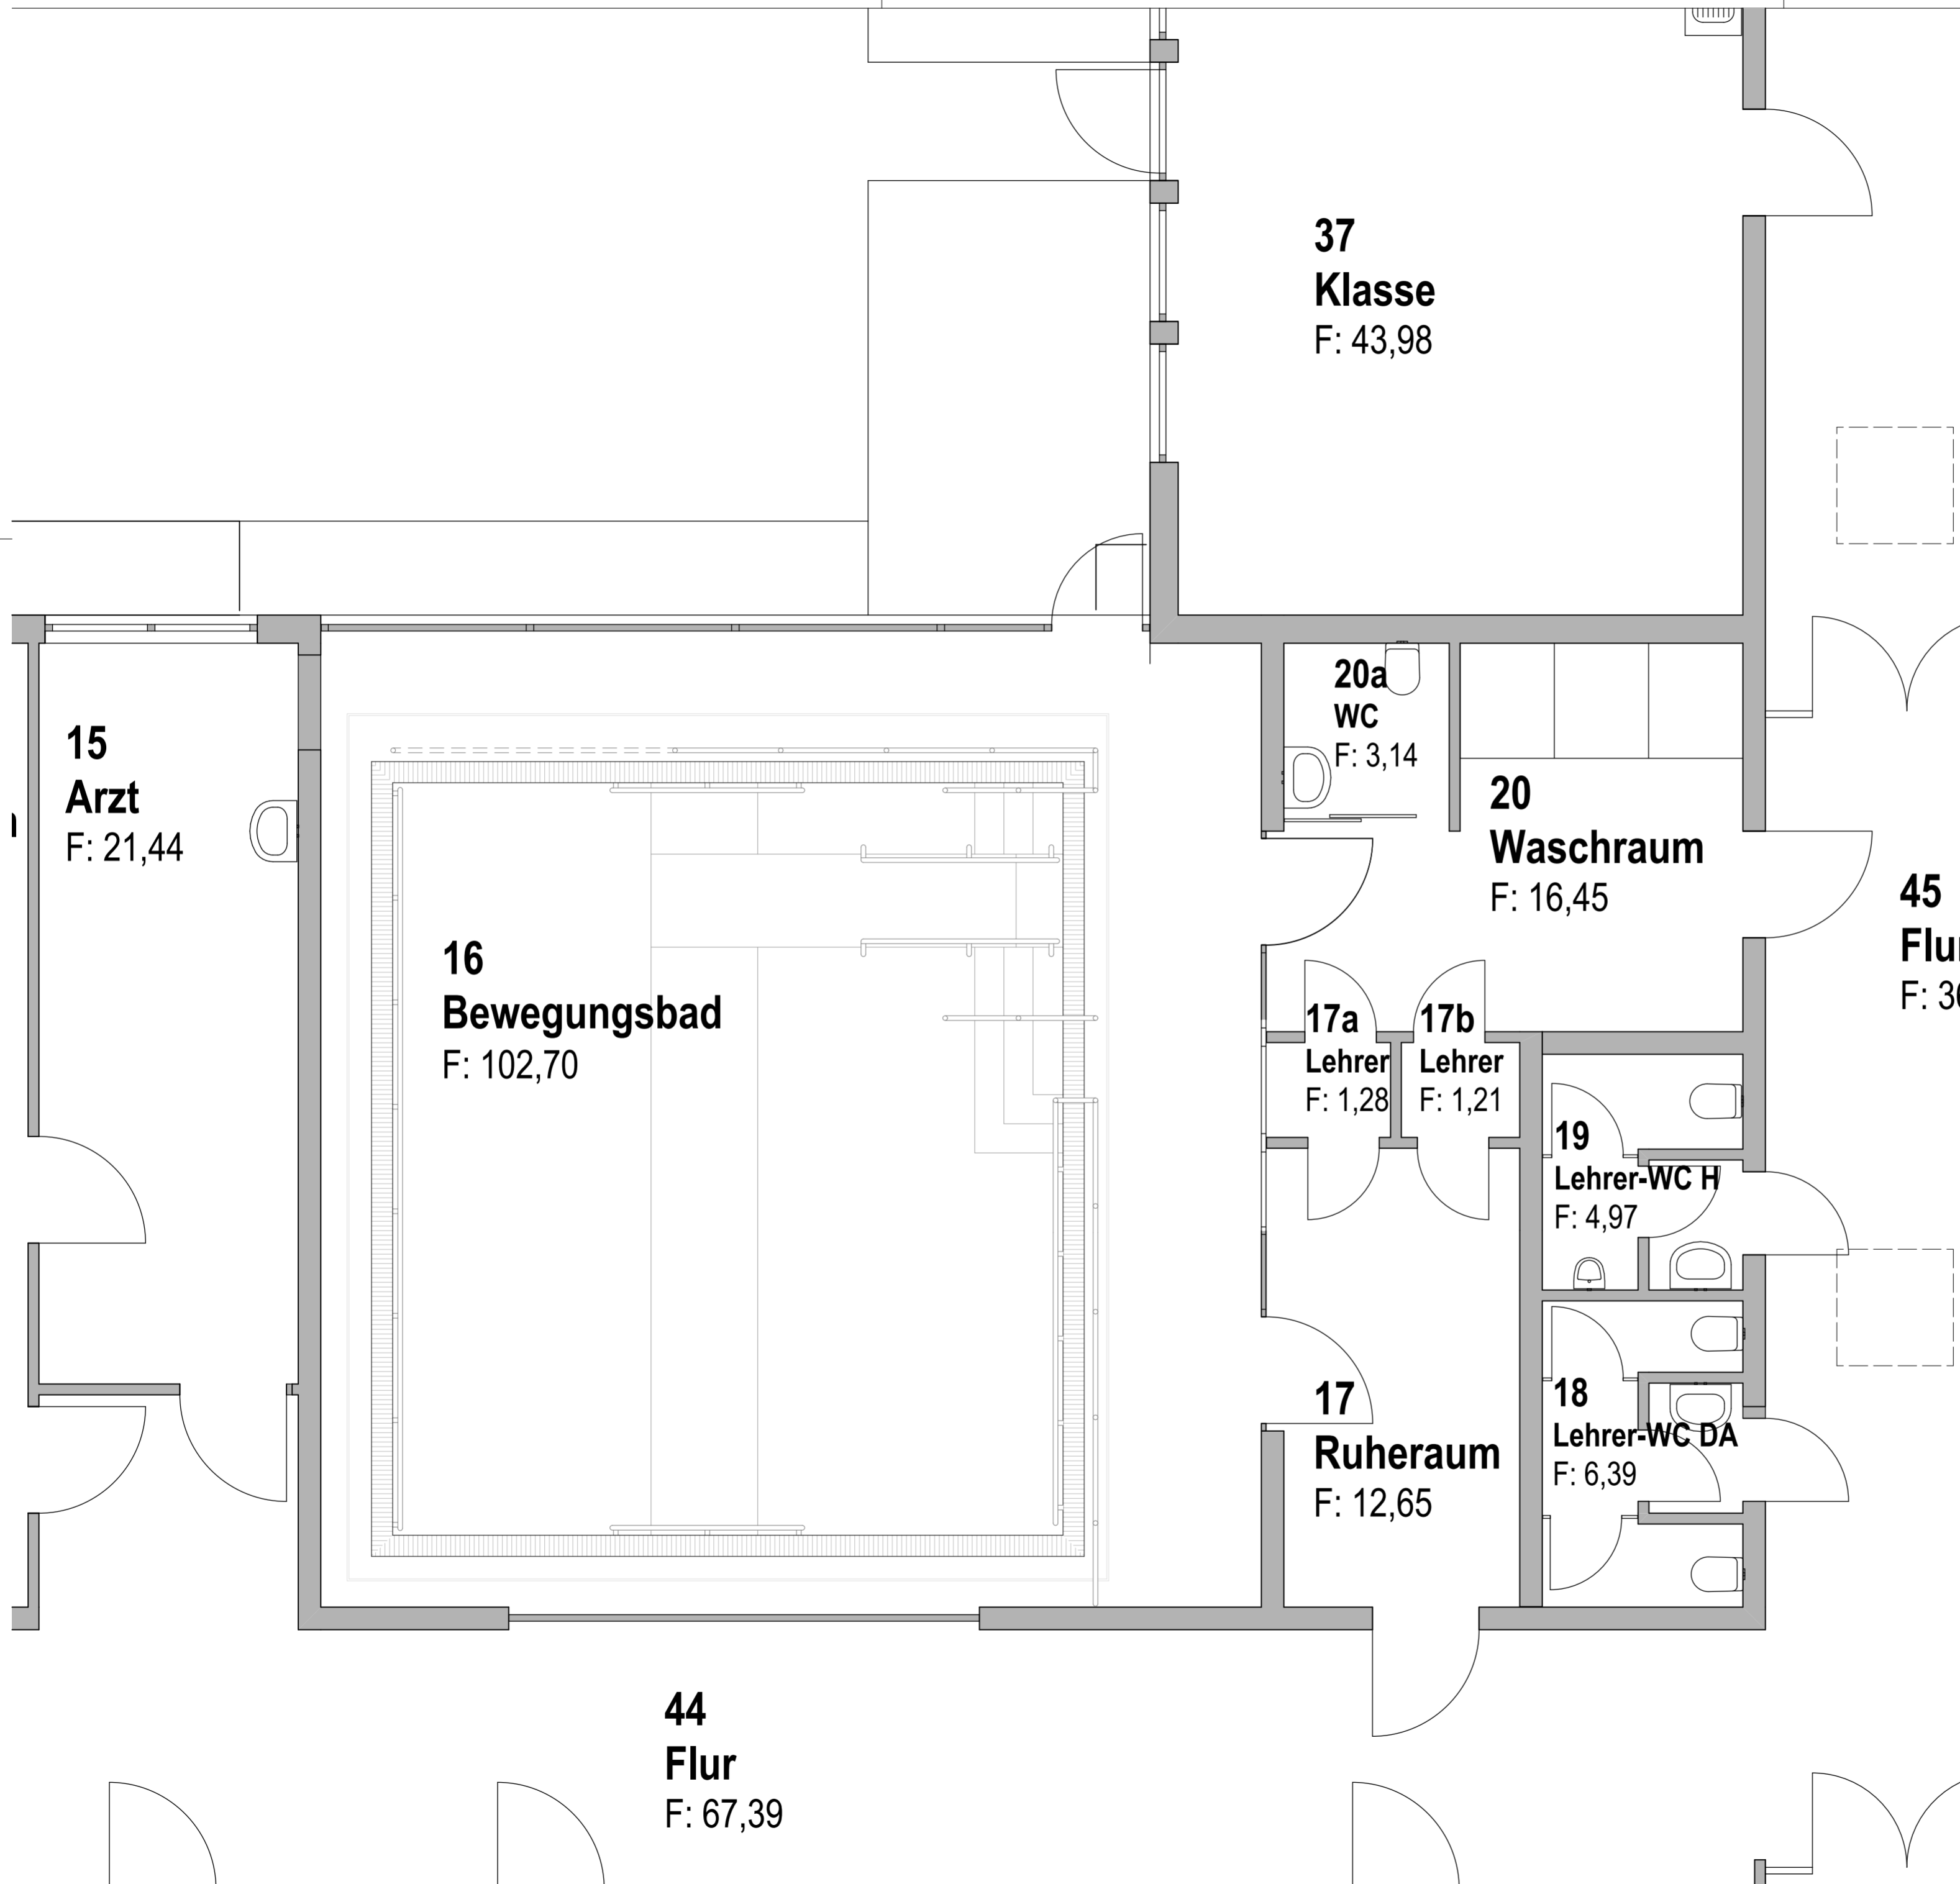 37
Klasse
F: 43,98
20a
WC
F: 3,14
15
Arzt
F: 21,44
20
Waschraum
F: 16,45
45
F: 3
16
Bewegungsbad
F: 102,70
17a
Lehrer
F: 1,28
17b
Lehrer
F: 1,21
19
Lehrer-WC H
F: 4,97
17
Ruheraum
F: 12,65
18
Lehrer-WC DA
F: 6,39
44
Flur
F: 67,39